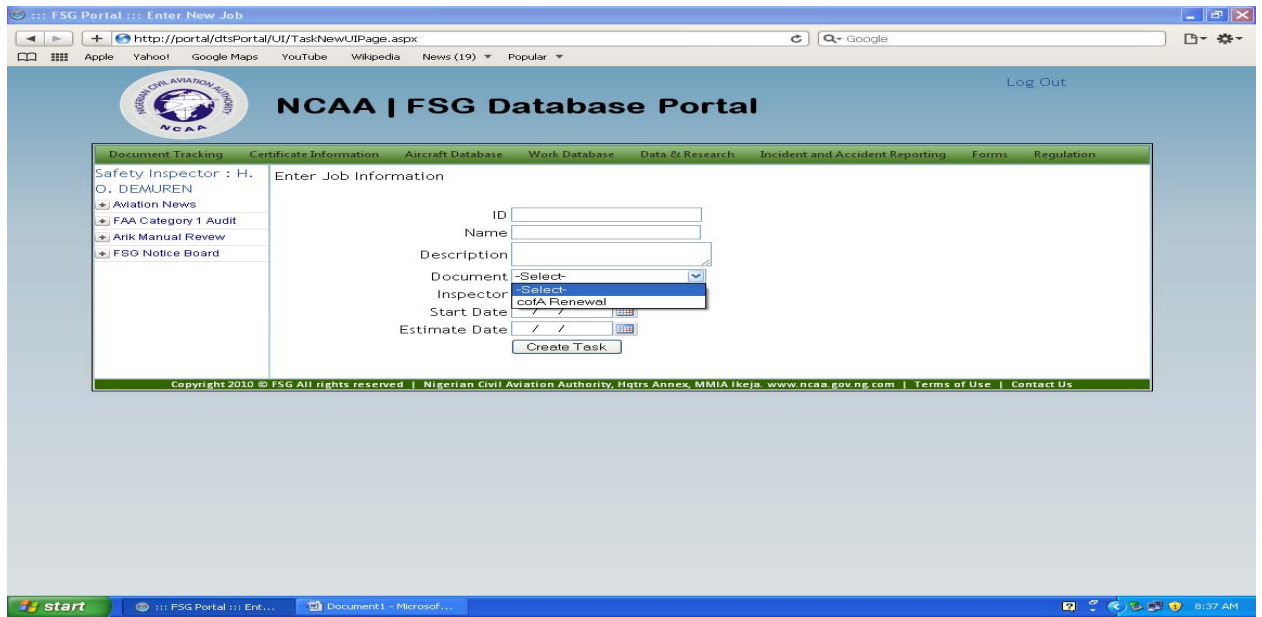 ::: FSG Portal ::: Enter New Job
http://portal/dtsPortal/UI/TaskNewUIPage.aspx
Google
Apple Yahoo! Google Maps YouTube Wikipedia News (19) Popular
NIGERIAN CIVIL AVIATION AUTHORITY
NCAA
NCAA | FSG Database Portal
Log Out
Document Tracking Certificate Information Aircraft Database Work Database Data & Research Incident and Accident Reporting Forms Regulation
Safety Inspector : H.
O. DEMUREN
Aviation News
FAA Category 1 Audit
Arik Manual Revew
FSG Notice Board
Enter Job Information
ID
Name
Description
Document -Select-
-Select-
cofA Renewal
Inspector
Start Date / /
Estimate Date / /
Create Task
Copyright 2010 © FSG All rights reserved | Nigerian Civil Aviation Authority, Hqtrs Annex, MMIA Ikeja. www.ncaa.gov.ng.com | Terms of Use | Contact Us
start
::: FSG Portal ::: Ent...
Document1 - Microsof...
8:37 AM